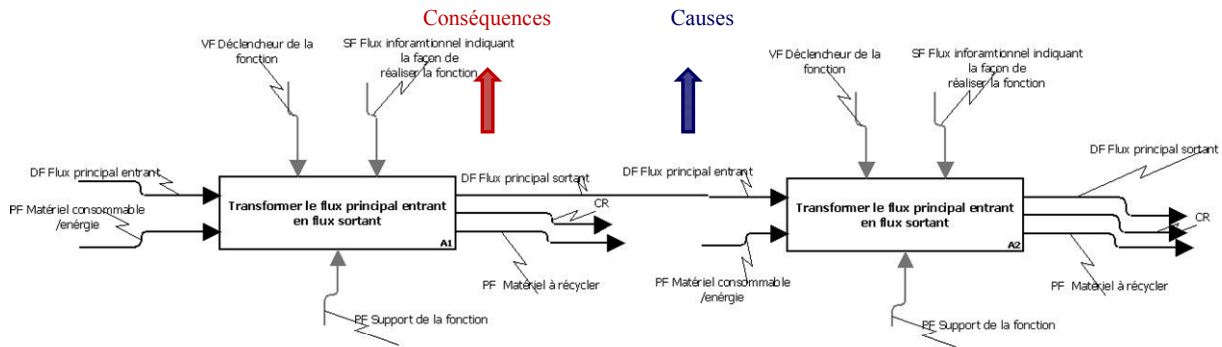 Conséquences
Causes
VF Déclencheur de la
fonction
SF Flux inforamtionnel indiquant
la façon de
réaliser la fonction
DF Flux principal entrant
PF Matériel consommable
/énergie
Transformer le flux principal entrant
en flux sortant
A1
DF Flux principal sortant
CR
PF Matériel à récycler
PF Support de la fonction
VF Déclencheur de la
fonction
SF Flux inforamtionnel indiquant
la façon de
réaliser la fonction
DF Flux principal entrant
PF Matériel consommable
/énergie
Transformer le flux principal entrant
en flux sortant
A2
DF Flux principal sortant
CR
PF Matériel à récycler
PF Support de la fonction